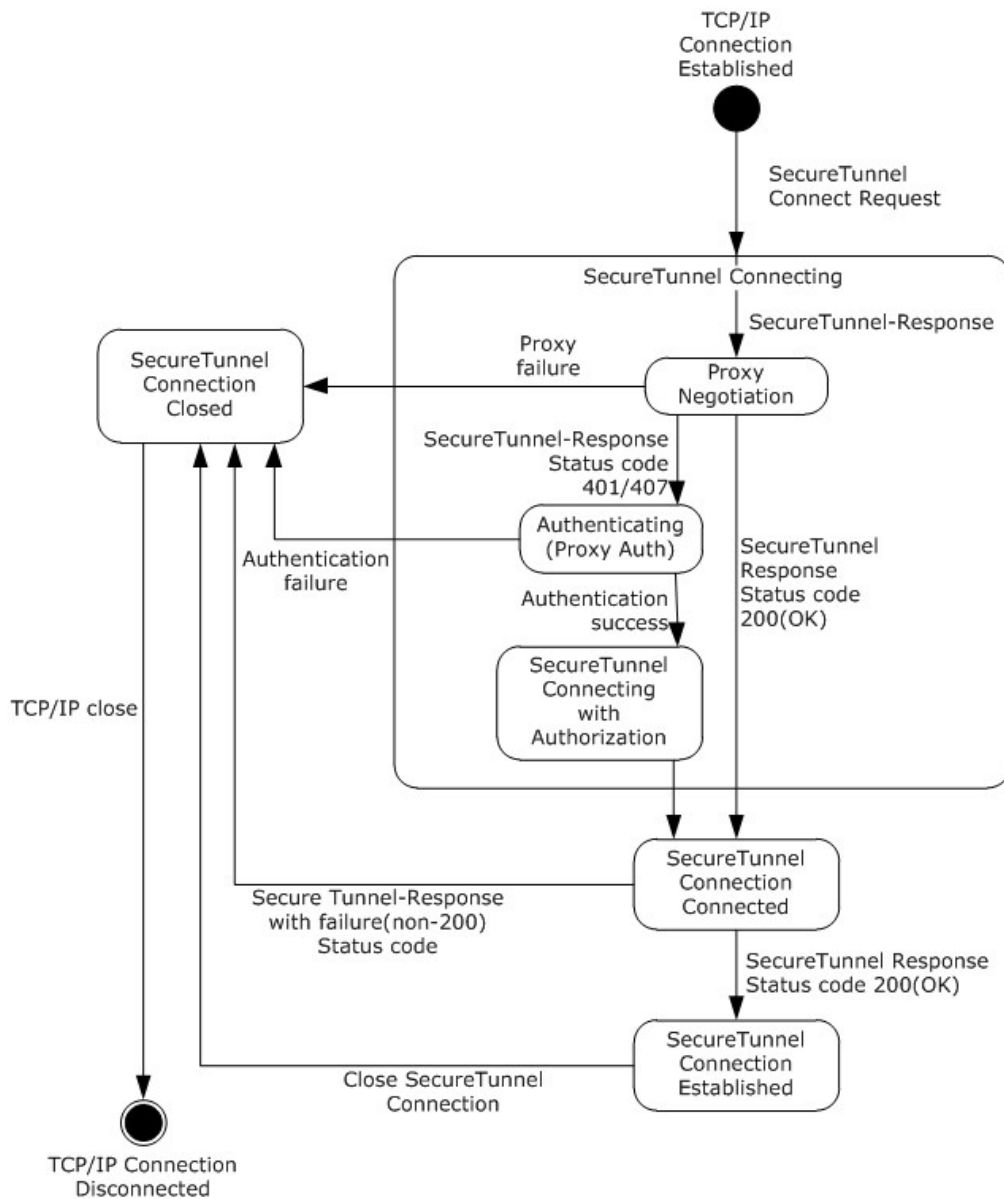 TCP/IP
Connection
Established
SecureTunnel
Connect Request
SecureTunnel Connecting
SecureTunnel-Response
SecureTunnel
Connection
Closed
Proxy
failure
Proxy
Negotiation
SecureTunnel-Response
Status code
401/407
Authenticating
(Proxy Auth)
SecureTunnel
Response
Status code
200(OK)
Authentication
failure
Authentication
success
SecureTunnel
Connecting
with
Authorization
TCP/IP close
SecureTunnel
Connection
Connected
Secure Tunnel-Response
with failure(non-200)
Status code
SecureTunnel Response
Status code 200(OK)
SecureTunnel
Connection
Established
Close SecureTunnel
Connection
TCP/IP Connection
Disconnected